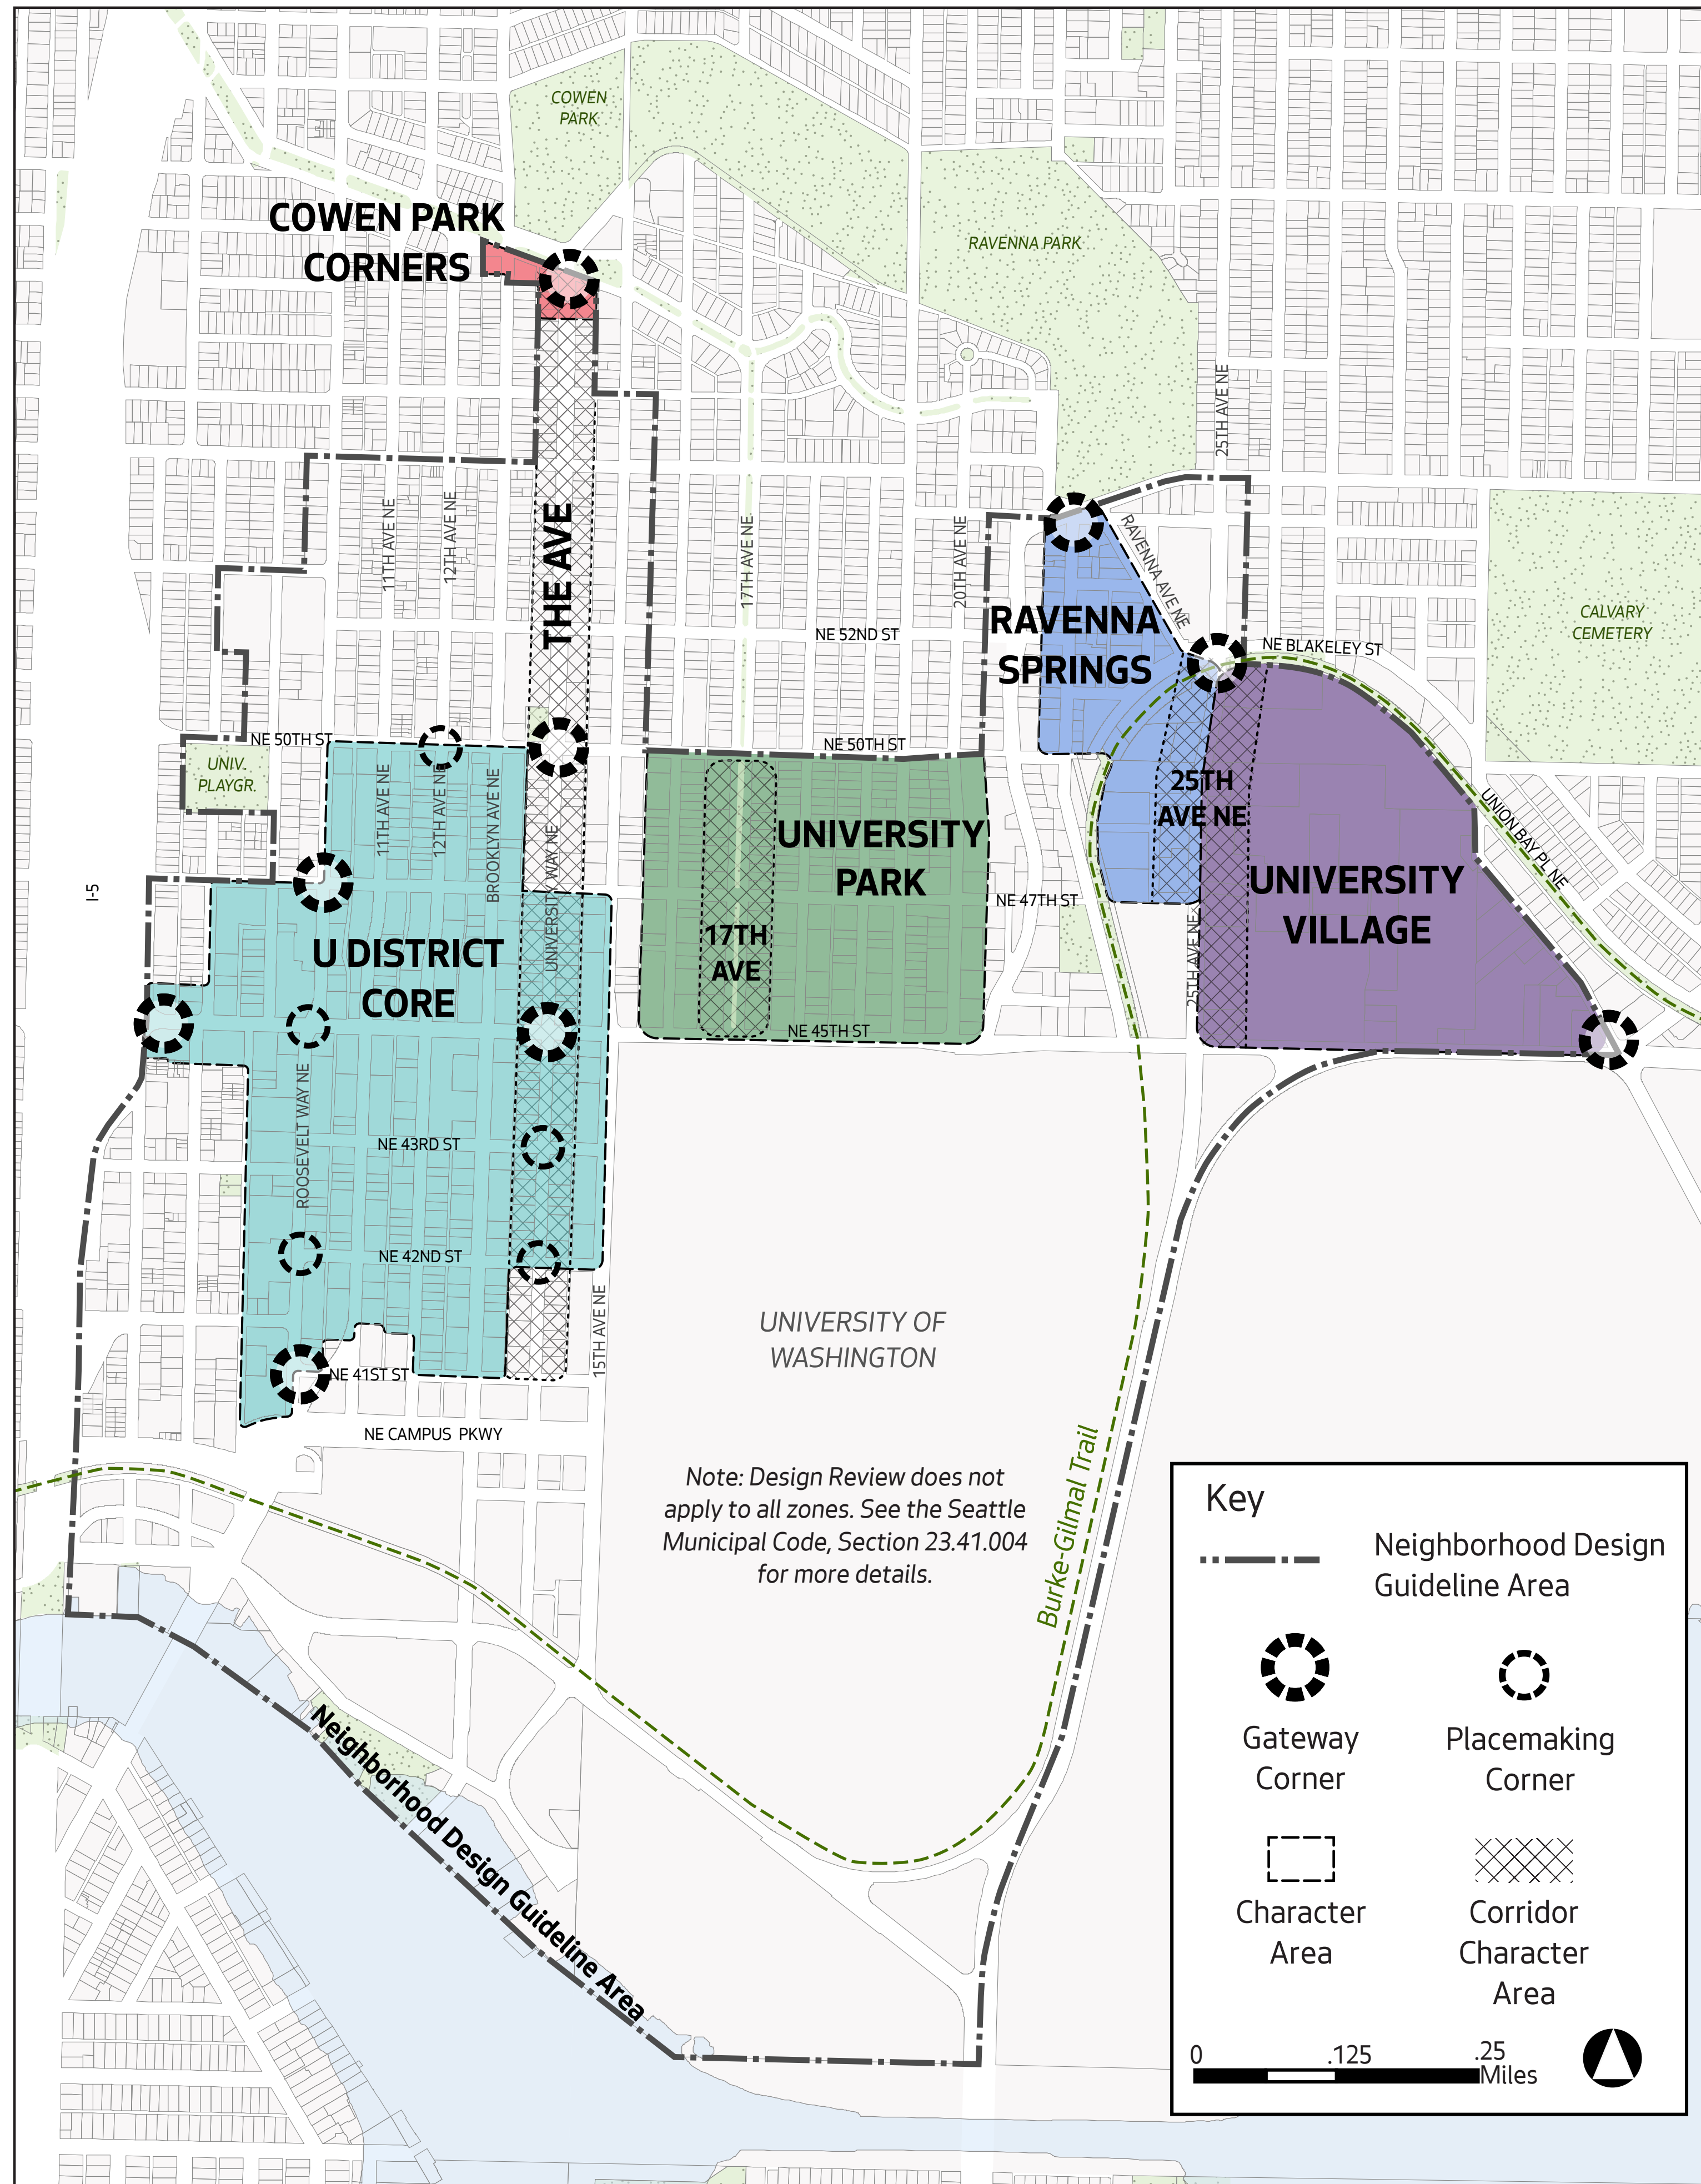 COWEN
PARK
COWEN PARK
CORNERS
RAVENNA PARK
25TH AVE NE
11TH AVE NE
12TH AVE NE
THE AVE
17TH AVE NE
20TH AVE NE
RAVENNA AVE NE
RAVENNA
SPRINGS
CALVARY
CEMETERY
NE 52ND ST
NE BLAKELEY ST
NE 50TH ST
NE 50TH ST
UNIV.
PLAYGR.
11TH AVE NE
12TH AVE NE
BROOKLYN AVE NE
UNIVERSITY WAY NE
25TH
AVE NE
UNION BAY PL NE
UNIVERSITY
PARK
I-5
NE 47TH ST
UNIVERSITY
VILLAGE
U DISTRICT
CORE
17TH
AVE
25TH AVE NE
NE 45TH ST
ROOSEVELT WAY NE
NE 43RD ST
NE 42ND ST
15TH AVE NE
UNIVERSITY OF
WASHINGTON
NE 41ST ST
NE CAMPUS PKWY
Note: Design Review does not
apply to all zones. See the Seattle
Municipal Code, Section 23.41.004
for more details.
Burke-Gilmal Trail
Neighborhood Design Guideline Area
Key
Neighborhood Design
Guideline Area
Gateway
Corner
Placemaking
Corner
Character
Area
Corridor
Character
Area
0 .125 .25
Miles